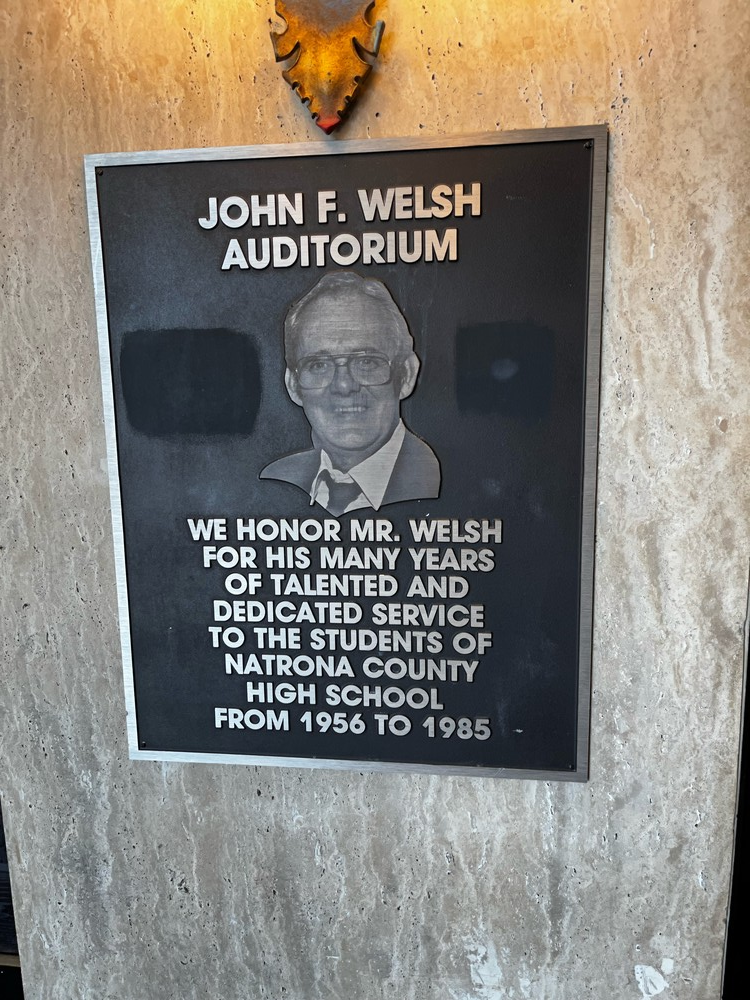 JOHN F. WELSH
AUDITORIUM
WE HONOR MR. WELSH
FOR HIS MANY YEARS
OF TALENTED AND
DEDICATED SERVICE
TO THE STUDENTS OF
NATRONA COUNTY
HIGH SCHOOL
FROM 1956 TO 1985